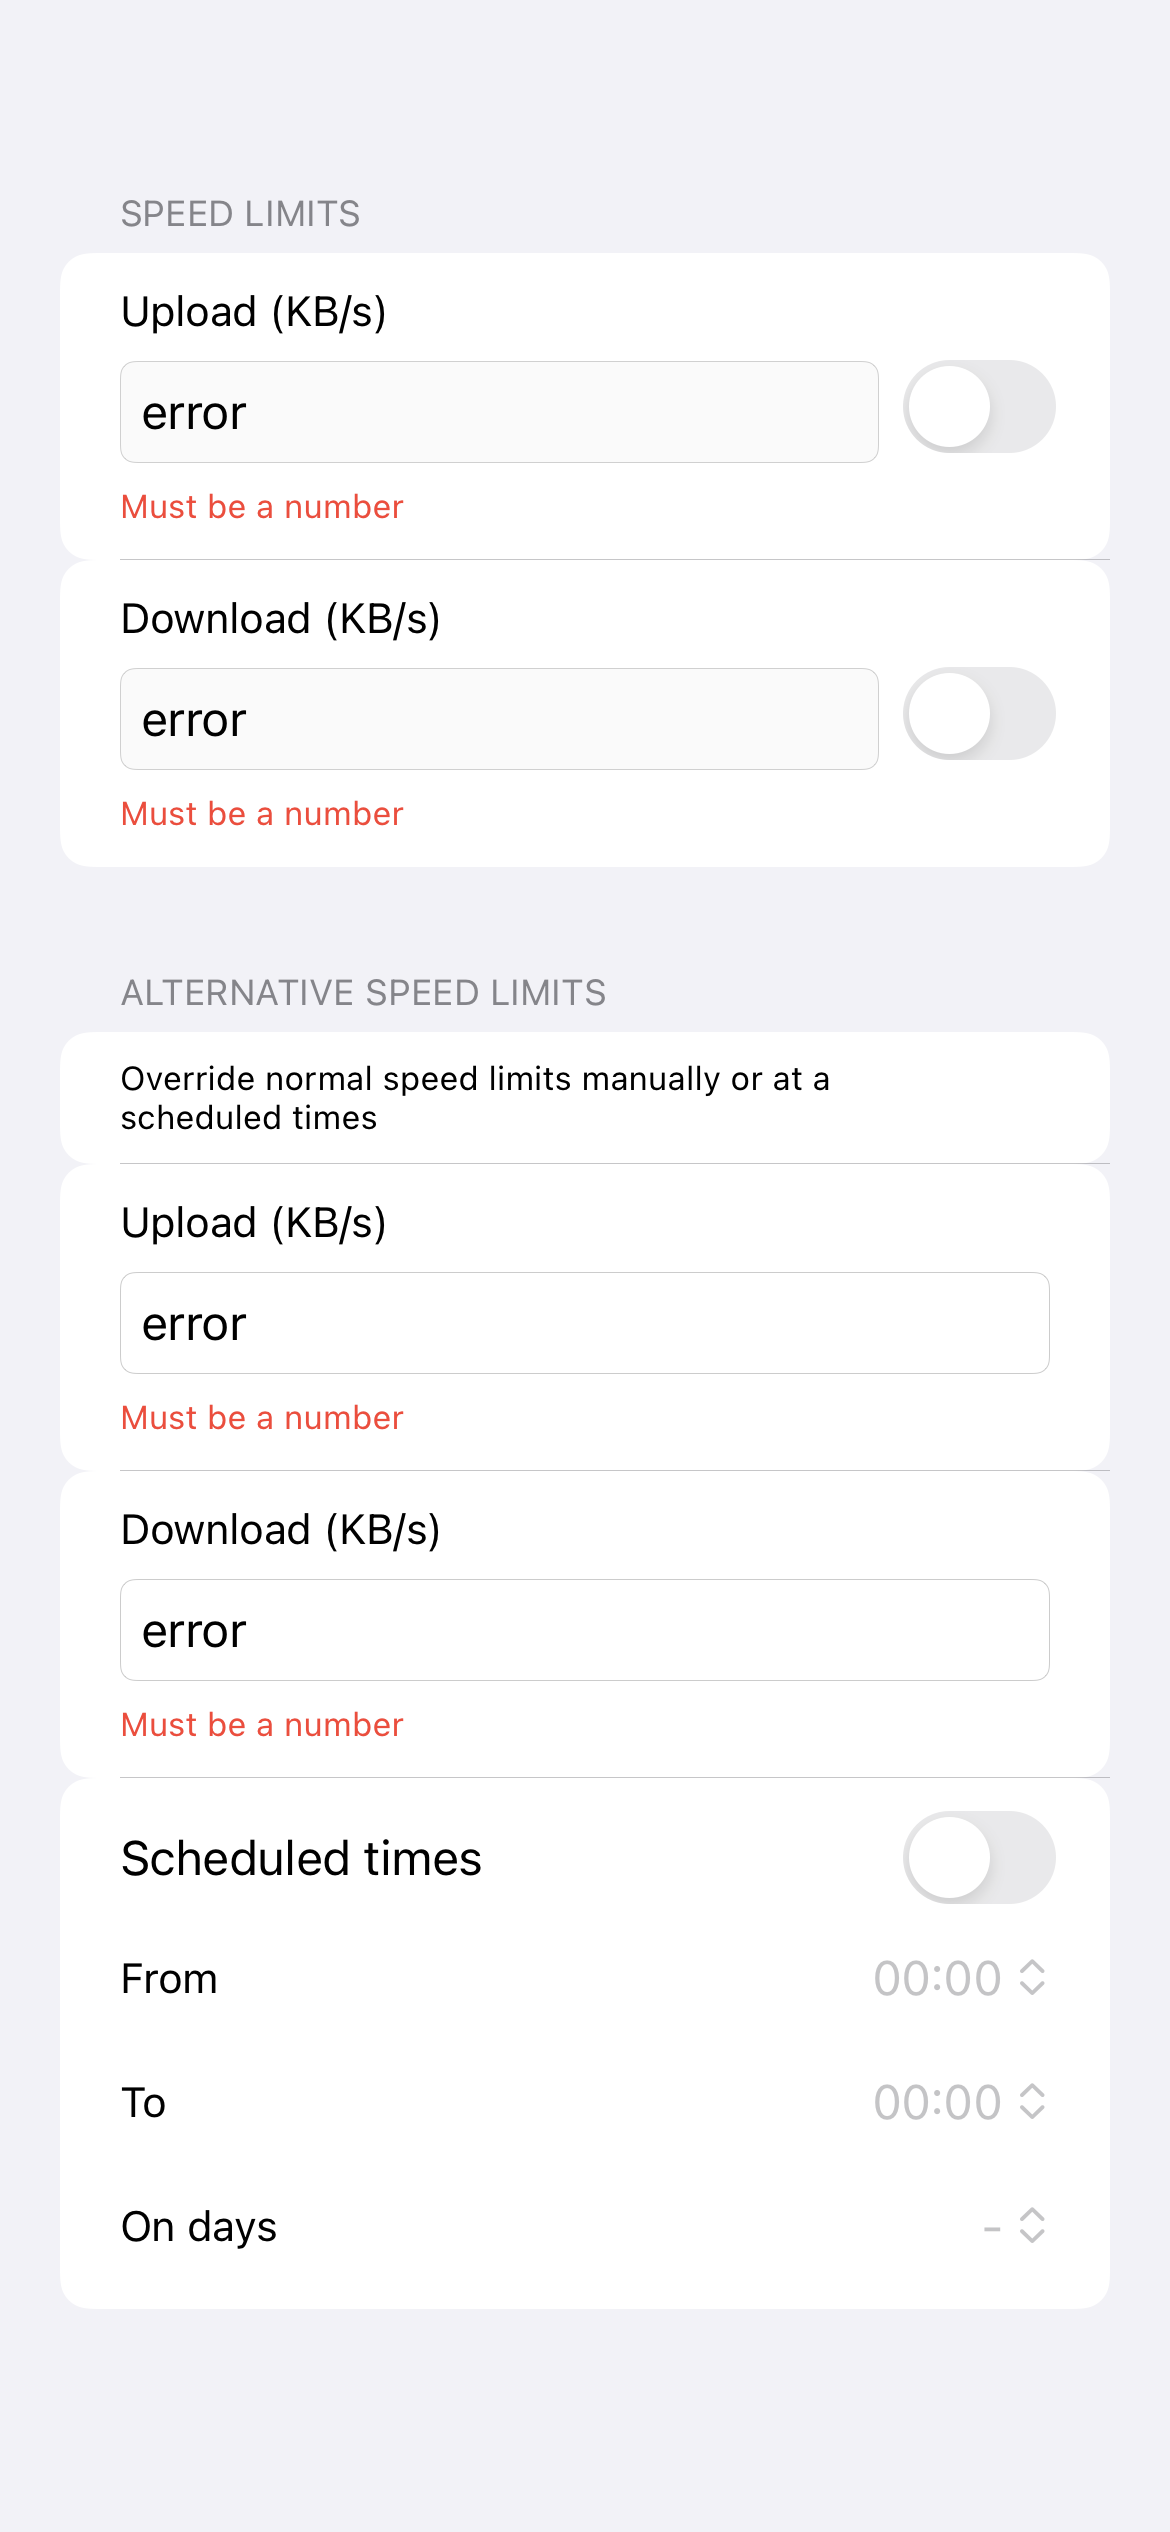 SPEED LIMITS
Upload (KB/s)
error
Must be a number
Download (KB/s)
error
Must be a number
ALTERNATIVE SPEED LIMITS
Override normal speed limits manually or at a
scheduled times
Upload (KB/s)
error
Must be a number
Download (KB/s)
error
Must be a number
Scheduled times
From 00:00
To 00:00
On days -